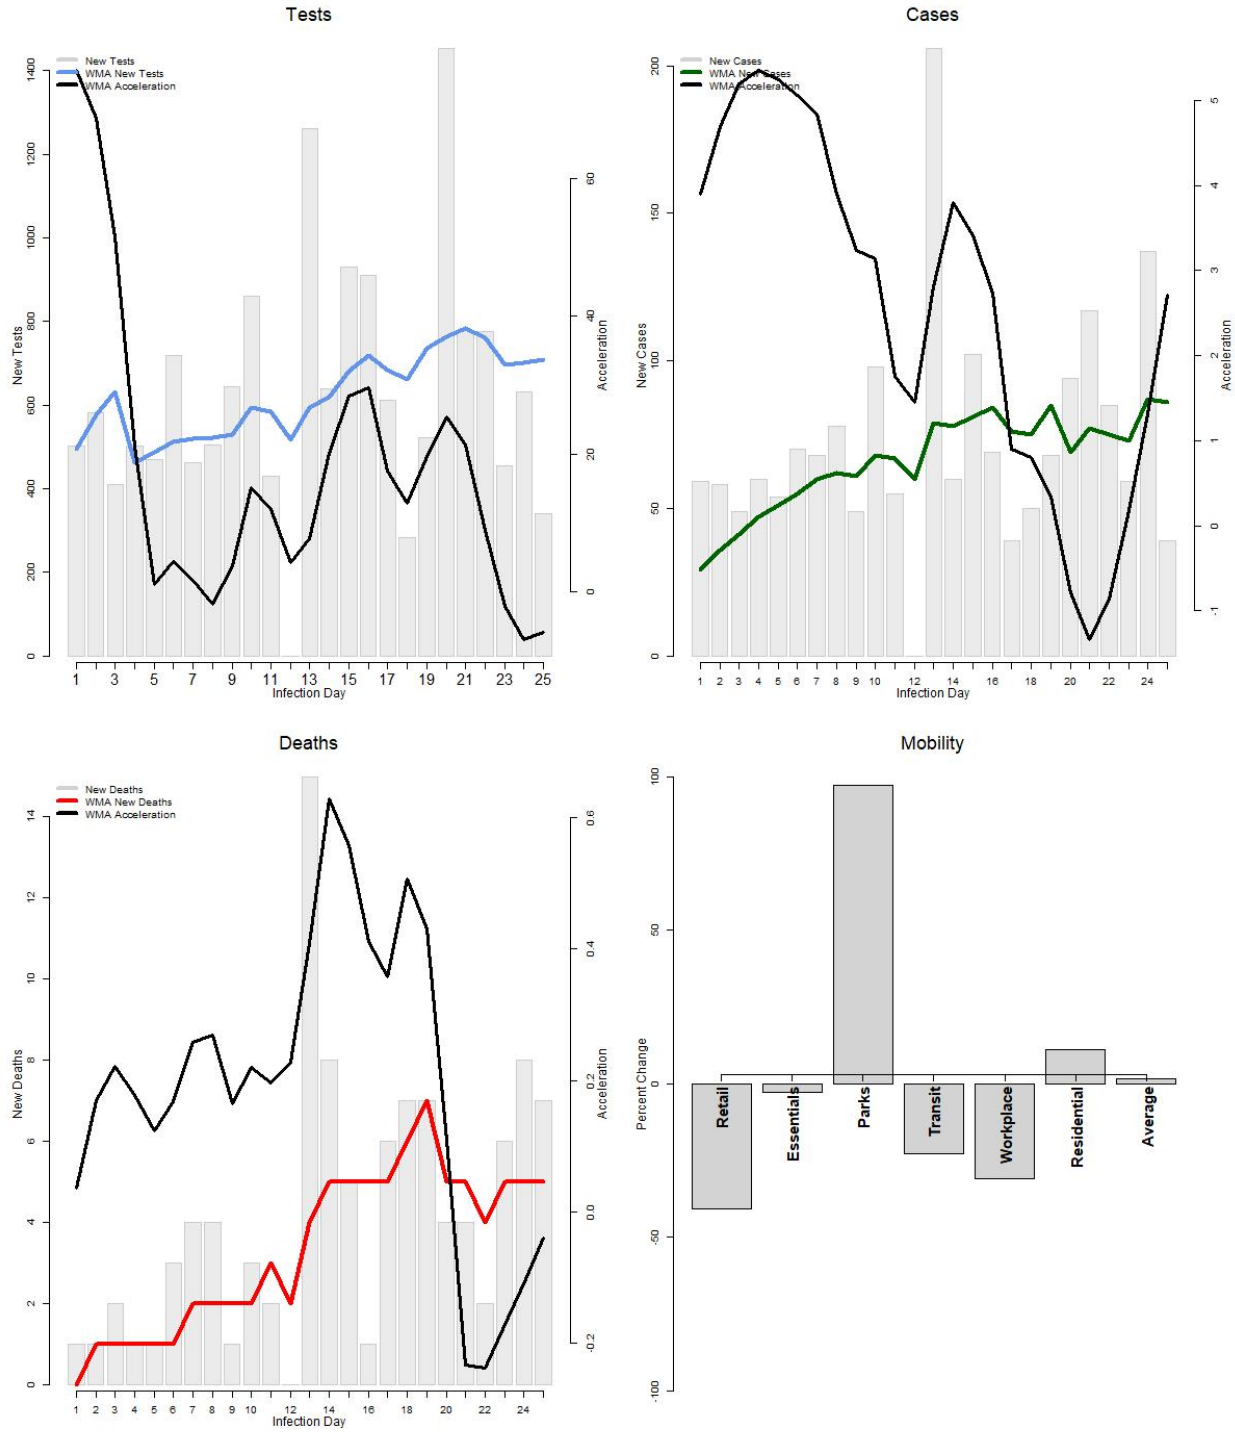 Tests
New Tests
WMA New Tests
WMA Acceleration
New Tests
0
200
400
600
800
1000
1200
1400
Acceleration
0
20
40
60
1 3 5 7 9 11 13 15 17 19 21 23 25
Infection Day
Cases
New Cases
WMA New Cases
WMA Acceleration
New Cases
0
50
100
150
200
Acceleration
-1
0
1
2
3
4
5
1 2 3 4 5 6 7 8 9 10 12 14 16 18 20 22 24
Infection Day
Deaths
New Deaths
WMA New Deaths
WMA Acceleration
New Deaths
0
2
4
6
8
10
12
14
Acceleration
-0.2
0.0
0.2
0.4
0.6
1 2 3 4 5 6 7 8 9 10 12 14 16 18 20 22 24
Infection Day
Mobility
Percent Change
-100
-50
0
50
100
Retail
Essentials
Parks
Transit
Workplace
Residential
Average